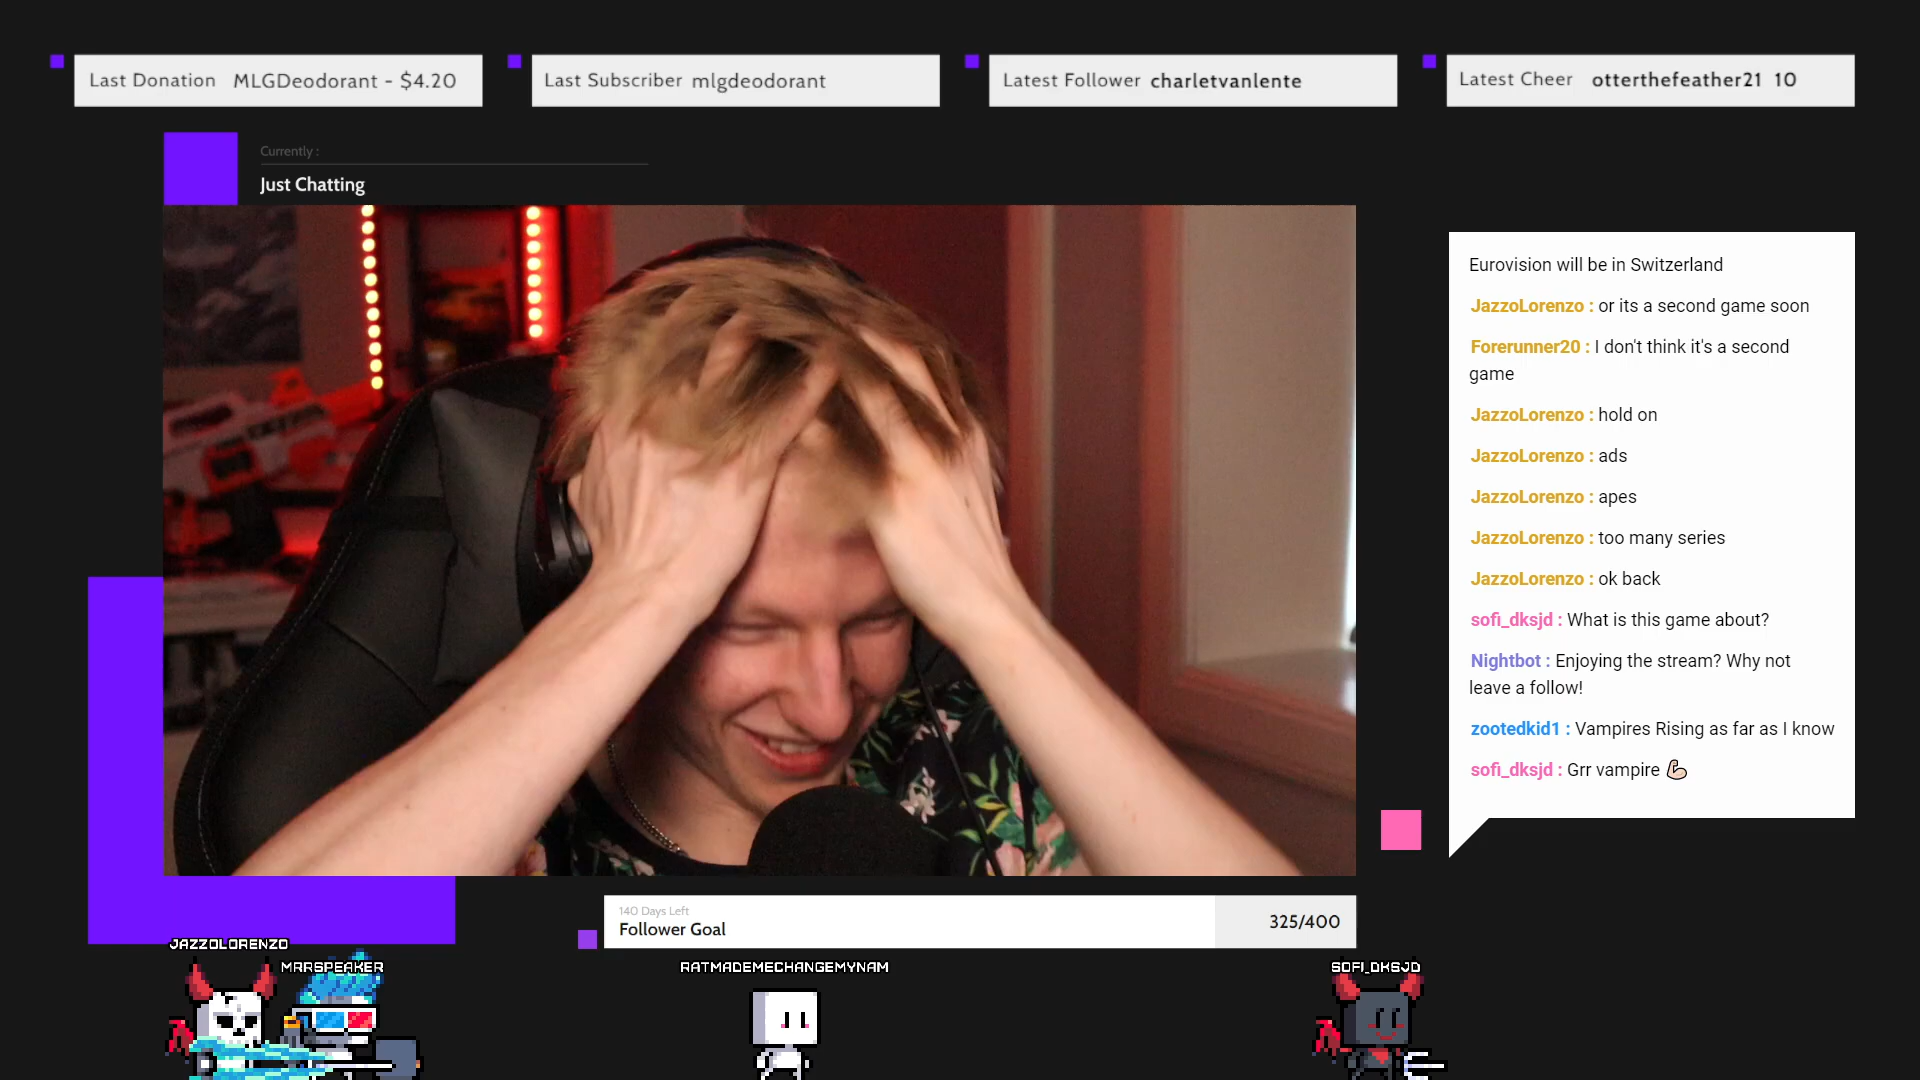 Last Donation MLGDeodorant - $4.20
Last Subscriber mlgdeodorant
Latest Follower charletvanlente
Latest Cheer otterthefeather21 10
Currently :
Just Chatting
Eurovision will be in Switzerland
JazzoLorenzo : or its a second game soon
Forerunner20 : I don't think it's a second
game
JazzoLorenzo : hold on
JazzoLorenzo : ads
JazzoLorenzo : apes
JazzoLorenzo : too many series
JazzoLorenzo : ok back
sofi_dksjd : What is this game about?
Nightbot : Enjoying the stream? Why not
leave a follow!
zootedkid1 : Vampires Rising as far as I know
sofi_dksjd : Grr vampire 💪🏻
140 Days Left
Follower Goal
325/400
JAZZOLORENZO
MRRSPEAKER
RATMADEMECHANGEMYNAM
SOFI_DKSJD